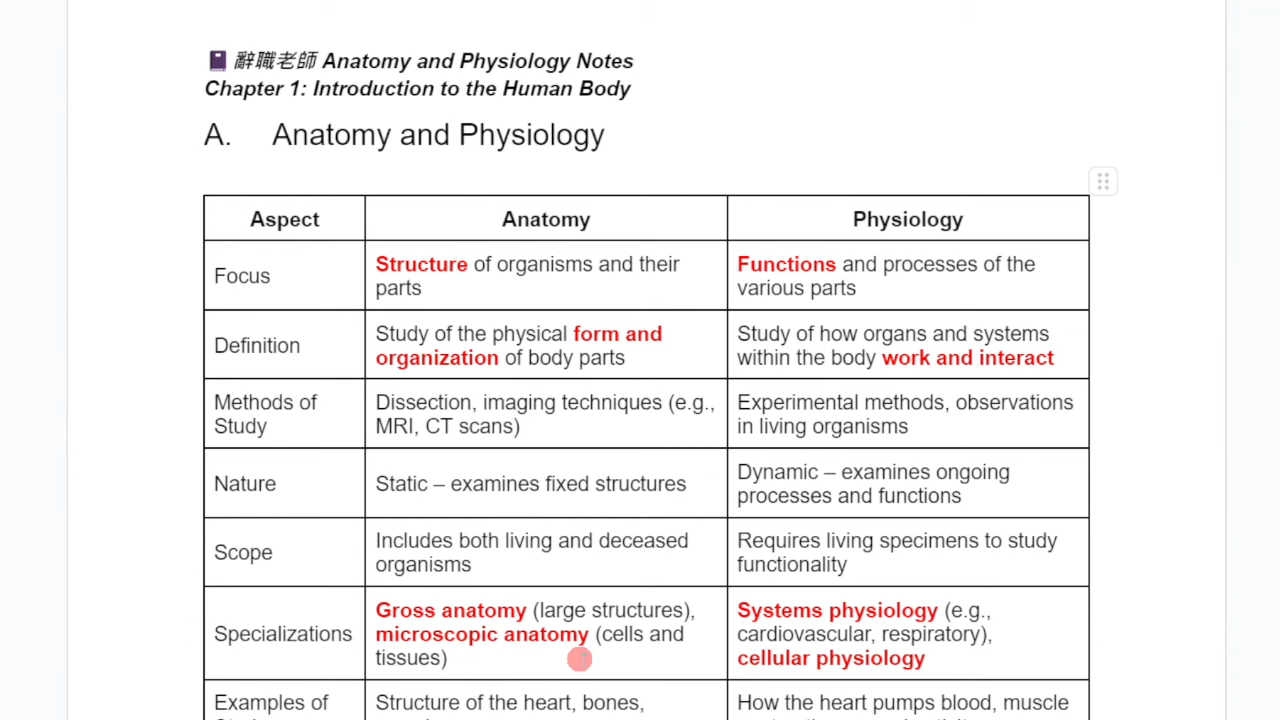 辭職老師 Anatomy and Physiology Notes
Chapter 1: Introduction to the Human Body
A. Anatomy and Physiology
Aspect
Anatomy
Physiology
Focus
Structure of organisms and their
parts
Functions and processes of the
various parts
Definition
Study of the physical form and
organization of body parts
Study of how organs and systems
within the body work and interact
Methods of
Study
Dissection, imaging techniques (e.g.,
MRI, CT scans)
Experimental methods, observations
in living organisms
Nature
Static – examines fixed structures
Dynamic – examines ongoing
processes and functions
Scope
Includes both living and deceased
organisms
Requires living specimens to study
functionality
Specializations
Gross anatomy (large structures),
microscopic anatomy (cells and
tissues)
Systems physiology (e.g.,
cardiovascular, respiratory),
cellular physiology
Examples of
Structure of the heart, bones,
How the heart pumps blood, muscle